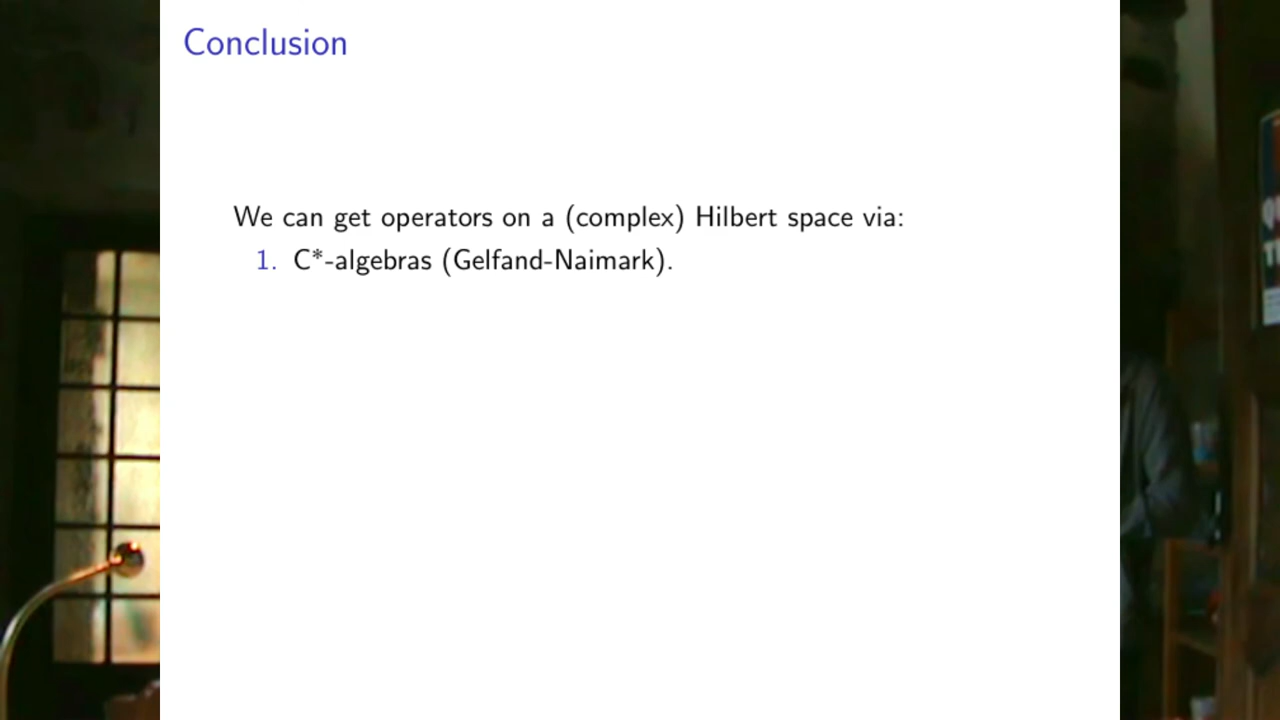 Conclusion
We can get operators on a (complex) Hilbert space via:
1. C*-algebras (Gelfand-Naimark).